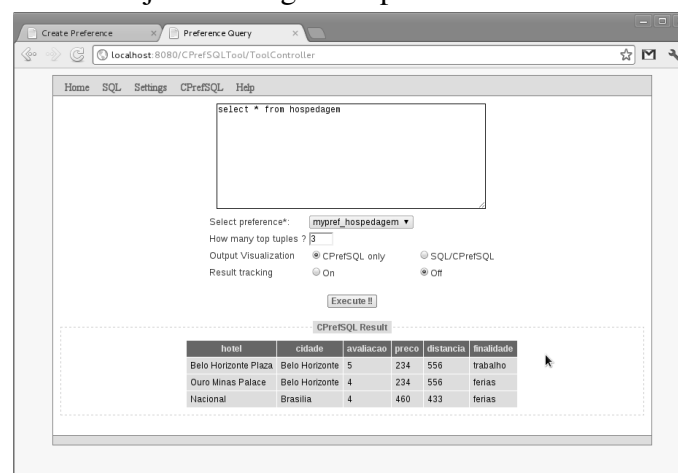 Create Preference × Preference Query ×
localhost:8080/CPrefSQLTool/ToolController
Home SQL Settings CPrefSQL Help
select * from hospedagem
Select preference*: mypref_hospedagem
How many top tuples ? 3
Output Visualization CPrefSQL only SQL/CPrefSQL
Result tracking On Off
Execute !!
CPrefSQL Result
hotel cidade avaliacao preco distancia finalidade
Belo Horizonte Plaza Belo Horizonte 5 234 556 trabalho
Ouro Minas Palace Belo Horizonte 4 234 556 ferias
Nacional Brasilia 4 460 433 ferias